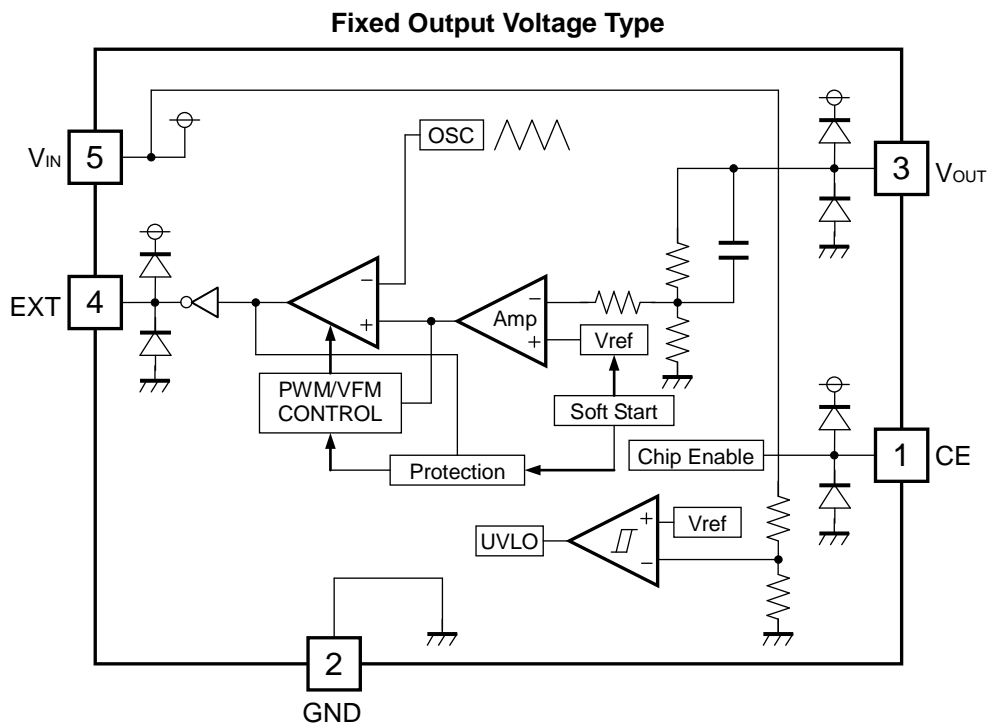 Fixed Output Voltage Type
5
VIN
OSC
3
VOUT
4
EXT
−
+
−
Amp
+
Vref
PWM/VFM
CONTROL
Soft Start
Protection
Chip Enable
1
CE
UVLO
+
−
Vref
2
GND